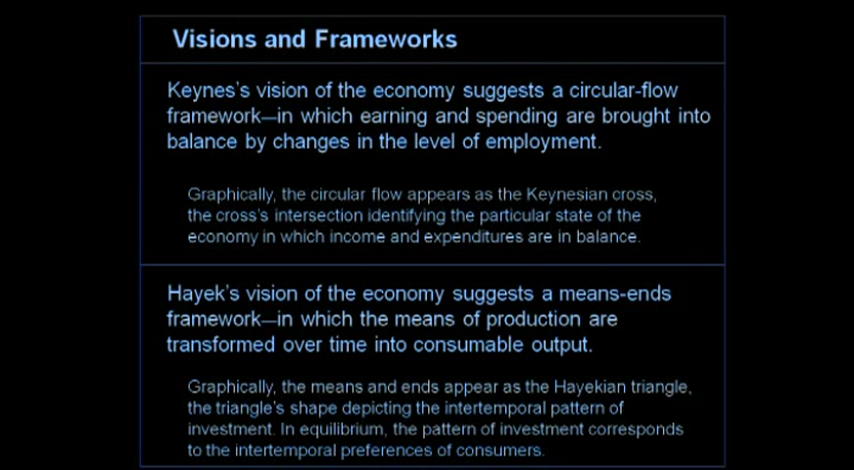 Visions and Frameworks
Keynes's vision of the economy suggests a circular-flow
framework—in which earning and spending are brought into
balance by changes in the level of employment.
Graphically, the circular flow appears as the Keynesian cross,
the cross's intersection identifying the particular state of the
economy in which income and expenditures are in balance.
Hayek's vision of the economy suggests a means-ends
framework—in which the means of production are
transformed over time into consumable output.
Graphically, the means and ends appear as the Hayekian triangle,
the triangle's shape depicting the intertemporal pattern of
investment. In equilibrium, the pattern of investment corresponds
to the intertemporal preferences of consumers.